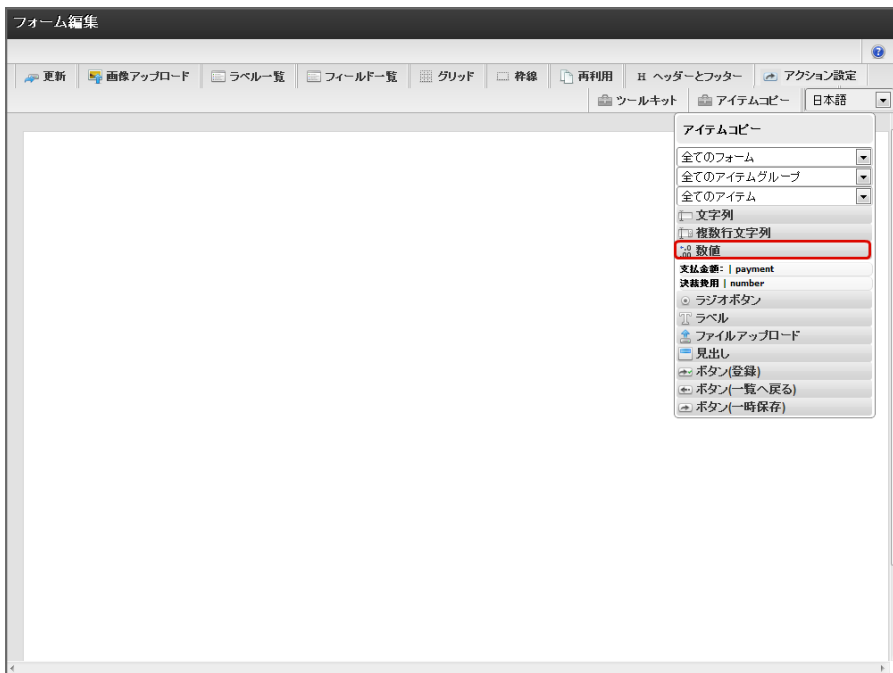 フォーム編集
更新 画像アップロード ラベル一覧 フィールド一覧 グリッド 枠線 再利用 H ヘッダーとフッター アクション設定
ツールキット アイテムコピー 日本語
アイテムコピー
全てのフォーム
全てのアイテムグループ
全てのアイテム
文字列
複数行文字列
数値
支払金額: | payment
決裁費用 | number
ラジオボタン
ラベル
ファイルアップロード
見出し
ボタン(登録)
ボタン(一覧へ戻る)
ボタン(一時保存)